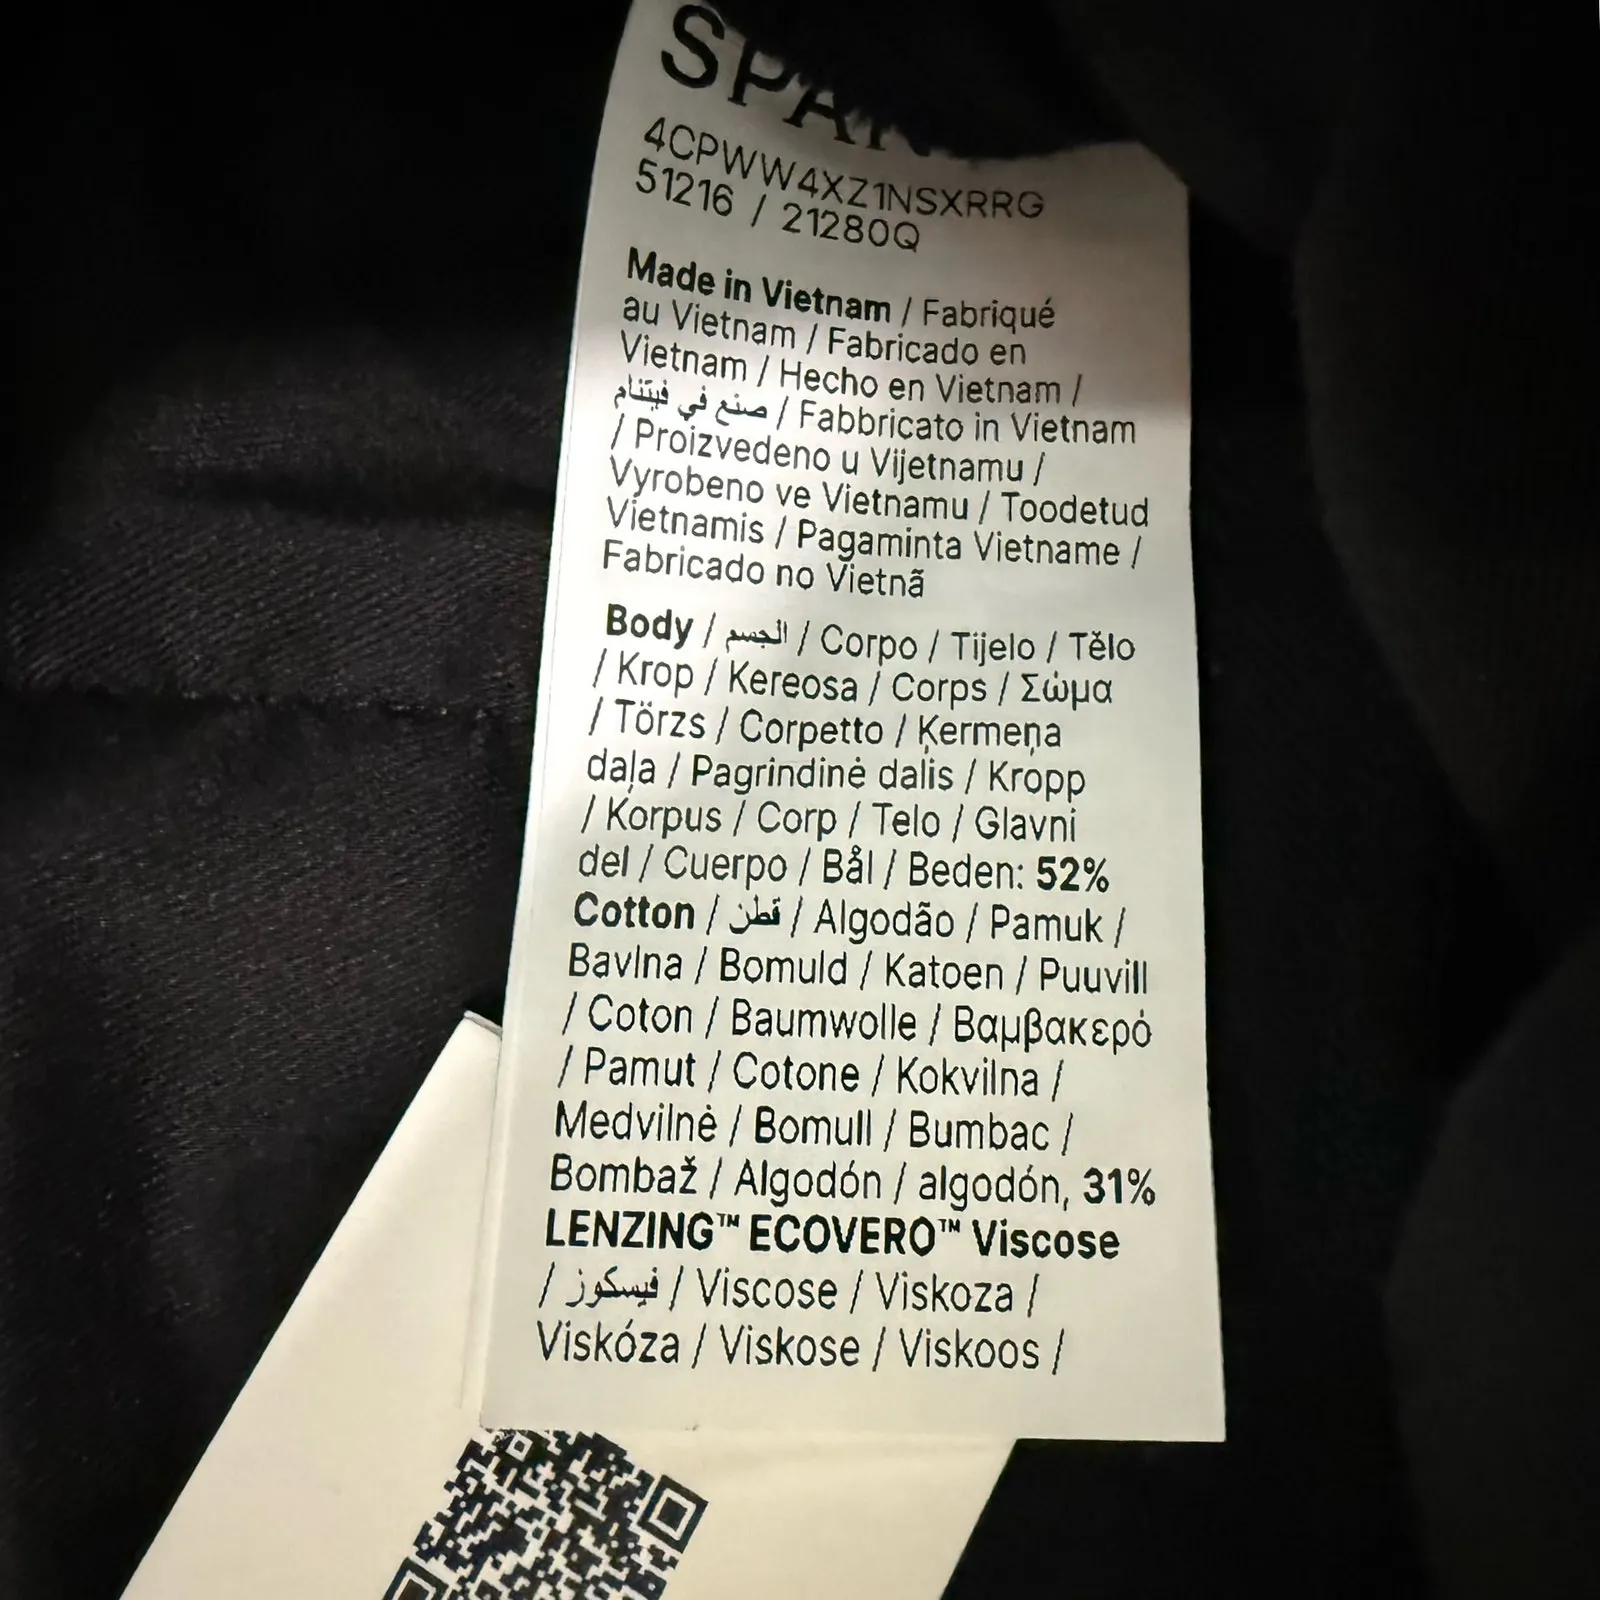 SPAN
4CPWW4XZ1NSXRRG
51216 / 21280Q
Made in Vietnam / Fabriqué
au Vietnam / Fabricado en
Vietnam / Hecho en Vietnam /
صنع في فيتنام / Fabbricato in Vietnam
/ Proizvedeno u Vijetnamu /
Vyrobeno ve Vietnamu / Toodetud
Vietnamis / Pagaminta Vietname /
Fabricado no Vietnã
Body / الجسم / Corpo / Tijelo / Tělo
/ Krop / Kereosa / Corps / Σώμα
/ Törzs / Corpetto / Ķermeņa
daļa / Pagrindinė dalis / Kropp
/ Korpus / Corp / Telo / Glavni
del / Cuerpo / Bål / Beden: 52%
Cotton / قطن / Algodão / Pamuk /
Bavlna / Bomuld / Katoen / Puuvill
/ Coton / Baumwolle / Βαμβακερό
/ Pamut / Cotone / Kokvilna /
Medvilnė / Bomull / Bumbac /
Bombaž / Algodón / algodón, 31%
LENZING™ ECOVERO™ Viscose
/ فيسكوز / Viscose / Viskoza /
Viskóza / Viskose / Viskoos /